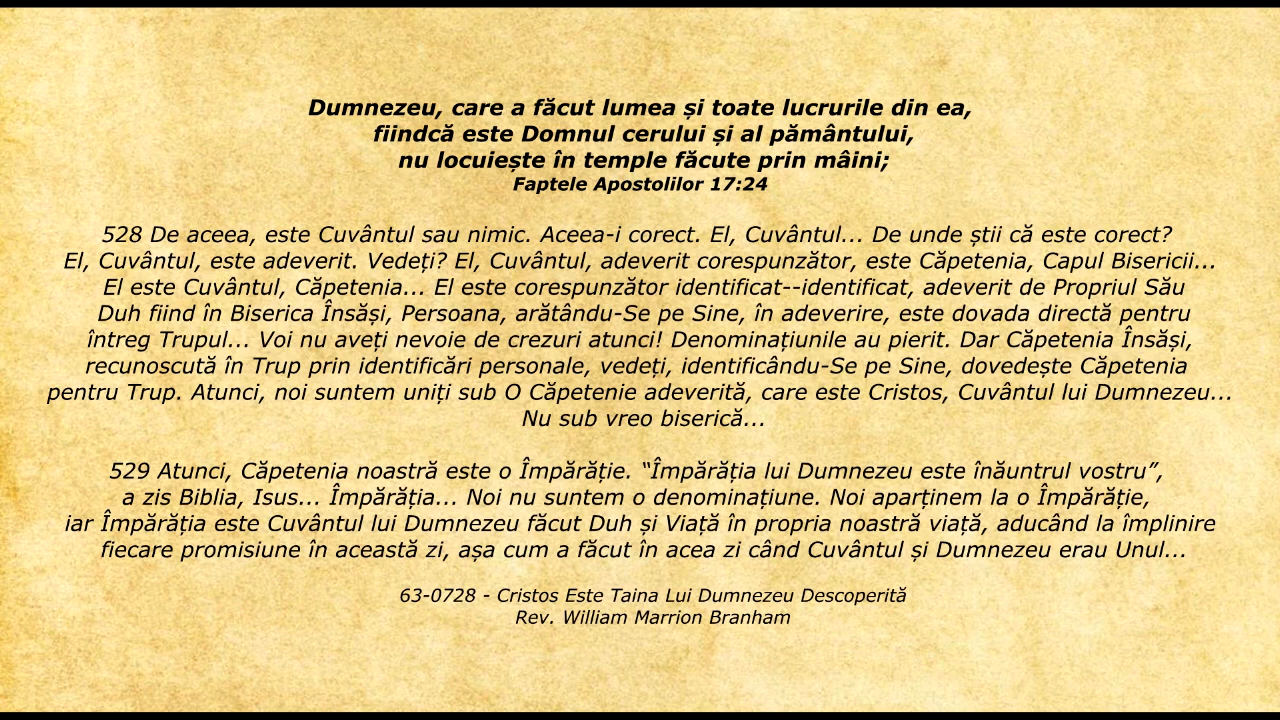 Dumnezeu, care a făcut lumea și toate lucrurile din ea,
fiindcă este Domnul cerului și al pământului,
nu locuiește în temple făcute prin mâini;
Faptele Apostolilor 17:24
528 De aceea, este Cuvântul sau nimic. Aceea-i corect. El, Cuvântul... De unde știi că este corect?
El, Cuvântul, este adeverit. Vedeți? El, Cuvântul, adeverit corespunzător, este Căpetenia, Capul Bisericii...
El este Cuvântul, Căpetenia... El este corespunzător identificat--identificat, adeverit de Propriul Său
Duh fiind în Biserica Însăși, Persoana, arătându-Se pe Sine, în adeverire, este dovada directă pentru
întreg Trupul... Voi nu aveți nevoie de crezuri atunci! Denominațiunile au pierit. Dar Căpetenia Însăși,
recunoscută în Trup prin identificări personale, vedeți, identificându-Se pe Sine, dovedește Căpetenia
pentru Trup. Atunci, noi suntem uniți sub O Căpetenie adeverită, care este Cristos, Cuvântul lui Dumnezeu...
Nu sub vreo biserică...
529 Atunci, Căpetenia noastră este o Împărăție. “Împărăția lui Dumnezeu este înăuntrul vostru”,
a zis Biblia, Isus... Împărăția... Noi nu suntem o denominațiune. Noi aparținem la o Împărăție,
iar Împărăția este Cuvântul lui Dumnezeu făcut Duh și Viață în propria noastră viață, aducând la împlinire
fiecare promisiune în această zi, așa cum a făcut în acea zi când Cuvântul și Dumnezeu erau Unul...
63-0728 - Cristos Este Taina Lui Dumnezeu Descoperită
Rev. William Marrion Branham